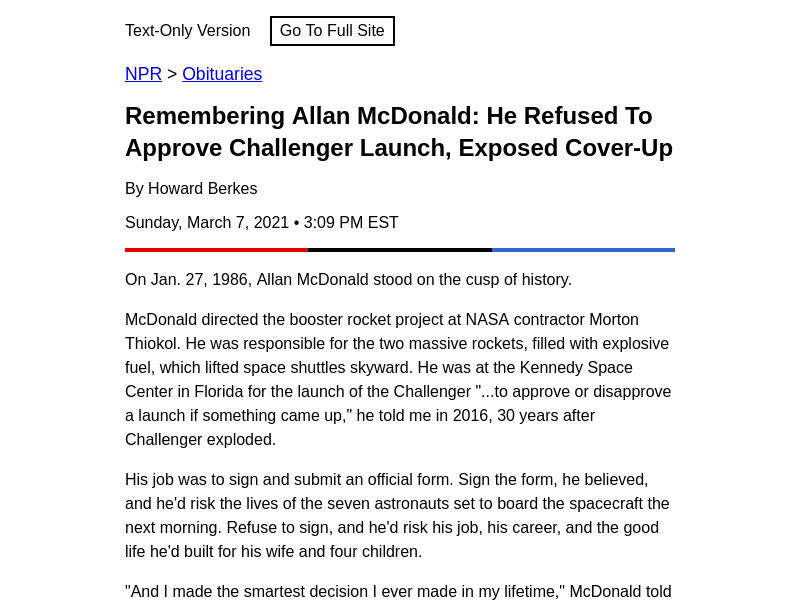 Text-Only Version
Go To Full Site
NPR > Obituaries
Remembering Allan McDonald: He Refused To
Approve Challenger Launch, Exposed Cover-Up
By Howard Berkes
Sunday, March 7, 2021 • 3:09 PM EST
On Jan. 27, 1986, Allan McDonald stood on the cusp of history.
McDonald directed the booster rocket project at NASA contractor Morton
Thiokol. He was responsible for the two massive rockets, filled with explosive
fuel, which lifted space shuttles skyward. He was at the Kennedy Space
Center in Florida for the launch of the Challenger "...to approve or disapprove
a launch if something came up," he told me in 2016, 30 years after
Challenger exploded.
His job was to sign and submit an official form. Sign the form, he believed,
and he'd risk the lives of the seven astronauts set to board the spacecraft the
next morning. Refuse to sign, and he'd risk his job, his career, and the good
life he'd built for his wife and four children.
"And I made the smartest decision I ever made in my lifetime," McDonald told